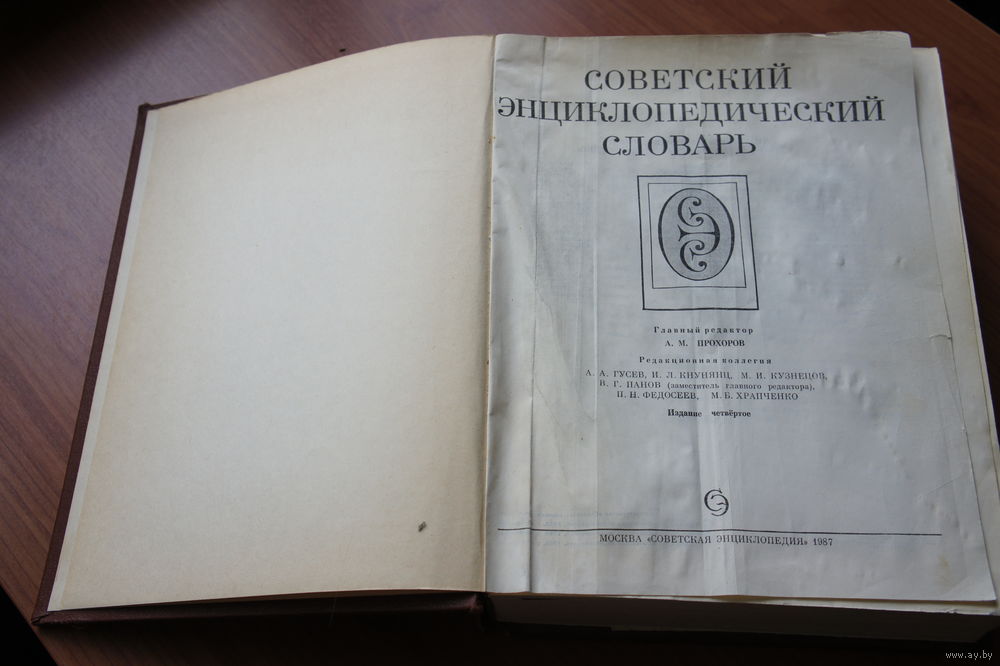 СОВЕТСКИЙ
ЭНЦИКЛОПЕДИЧЕСКИЙ
СЛОВАРЬ
Главный редактор
А. М. ПРОХОРОВ
Редакционная коллегия
А. А. ГУСЕВ, И. Л. КНУНЯНЦ, М. И. КУЗНЕЦОВ,
В. Г. ПАНОВ (заместитель главного редактора),
П. Н. ФЕДОСЕЕВ, М. Б. ХРАПЧЕНКО
Издание четвёртое
МОСКВА «СОВЕТСКАЯ ЭНЦИКЛОПЕДИЯ» 1987
www.ay.by